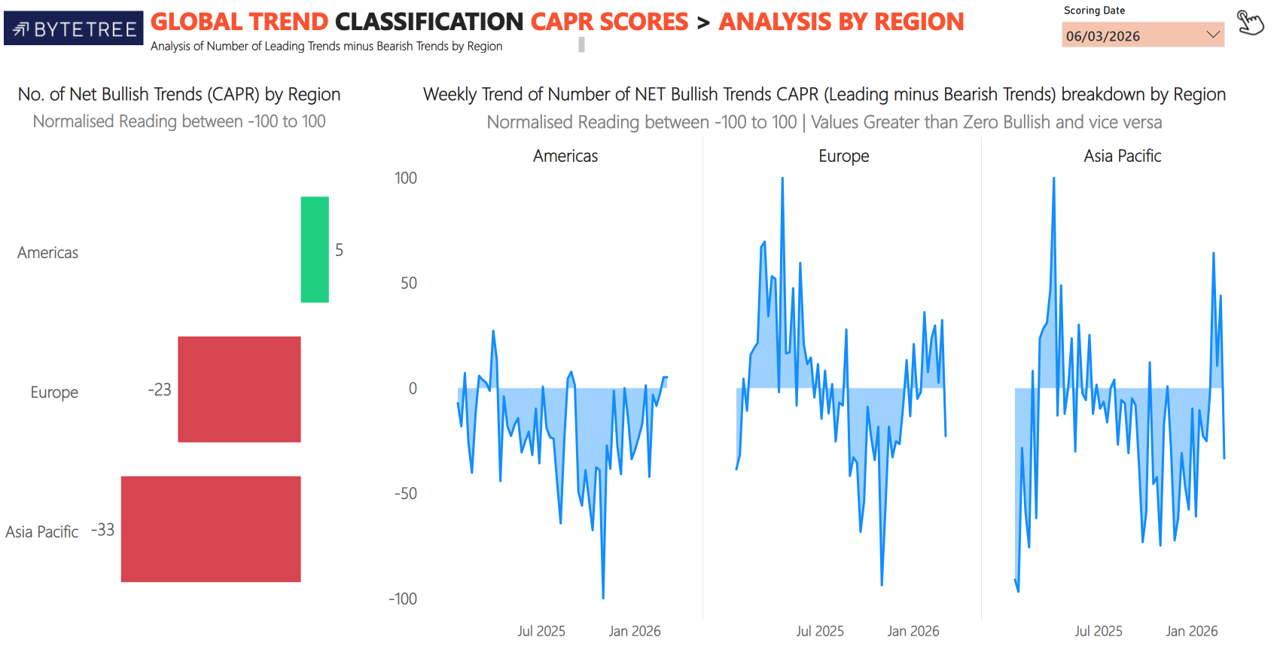 BYTETREE
GLOBAL TREND CLASSIFICATION CAPR SCORES > ANALYSIS BY REGION
Analysis of Number of Leading Trends minus Bearish Trends by Region
Scoring Date
06/03/2026
No. of Net Bullish Trends (CAPR) by Region
Normalised Reading between -100 to 100
Americas
5
Europe
-23
Asia Pacific
-33
Weekly Trend of Number of NET Bullish Trends CAPR (Leading minus Bearish Trends) breakdown by Region
Normalised Reading between -100 to 100 | Values Greater than Zero Bullish and vice versa
Americas
Europe
Asia Pacific
100
50
0
-50
-100
Jul 2025
Jan 2026
Jul 2025
Jan 2026
Jul 2025
Jan 2026